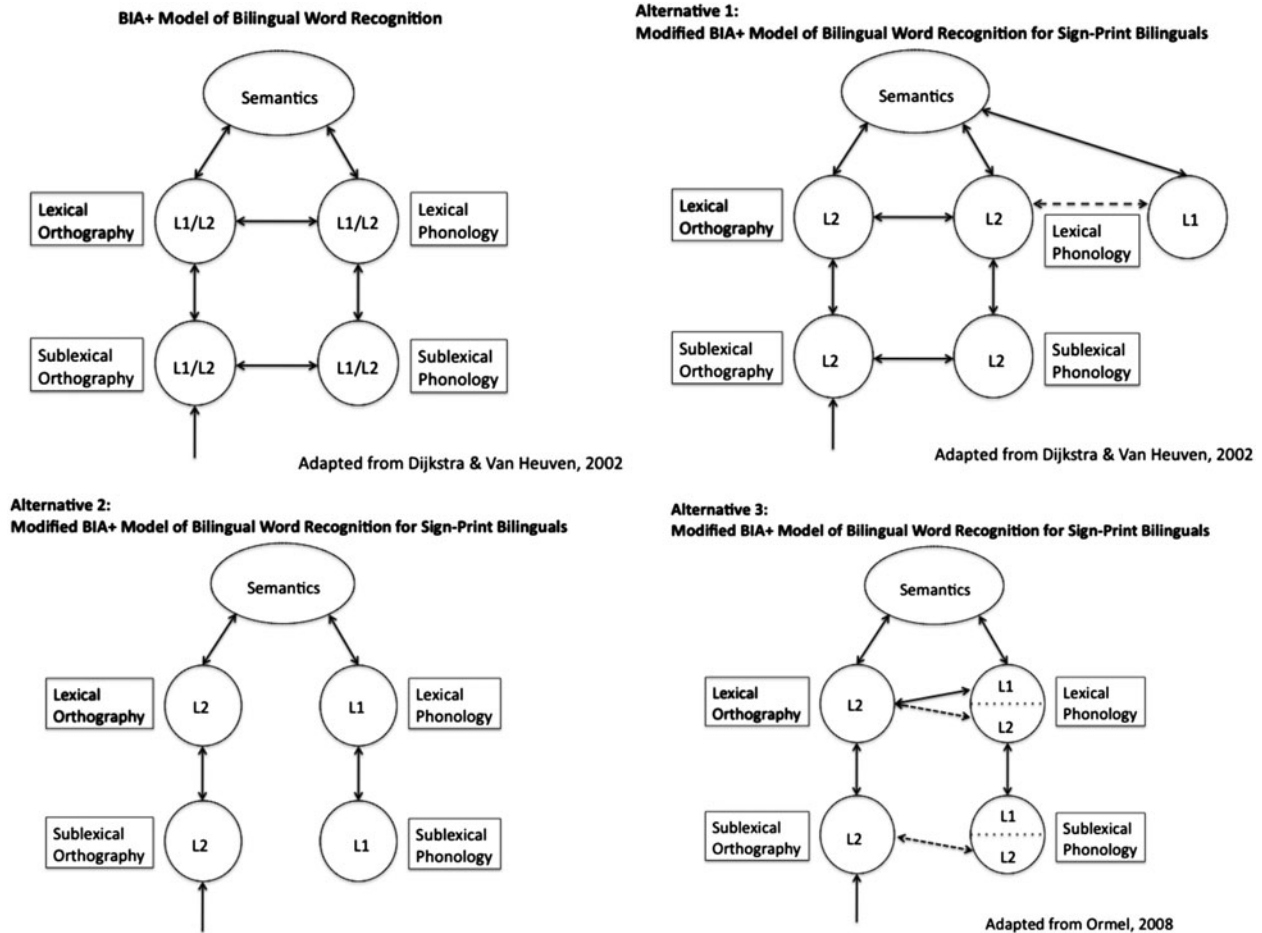 BIA+ Model of Bilingual Word Recognition
Semantics
Lexical
Orthography
L1/L2
L1/L2
Lexical
Phonology
Sublexical
Orthography
L1/L2
L1/L2
Sublexical
Phonology
Adapted from Dijkstra & Van Heuven, 2002
Alternative 1:
Modified BIA+ Model of Bilingual Word Recognition for Sign-Print Bilinguals
Semantics
Lexical
Orthography
L2
L2
Lexical
Phonology
L1
Sublexical
Orthography
L2
L2
Sublexical
Phonology
Adapted from Dijkstra & Van Heuven, 2002
Alternative 2:
Modified BIA+ Model of Bilingual Word Recognition for Sign-Print Bilinguals
Semantics
Lexical
Orthography
L2
L1
Lexical
Phonology
Sublexical
Orthography
L2
L1
Sublexical
Phonology
Alternative 3:
Modified BIA+ Model of Bilingual Word Recognition for Sign-Print Bilinguals
Semantics
Lexical
Orthography
L2
L1
L2
Lexical
Phonology
Sublexical
Orthography
L2
L1
L2
Sublexical
Phonology
Adapted from Ormel, 2008